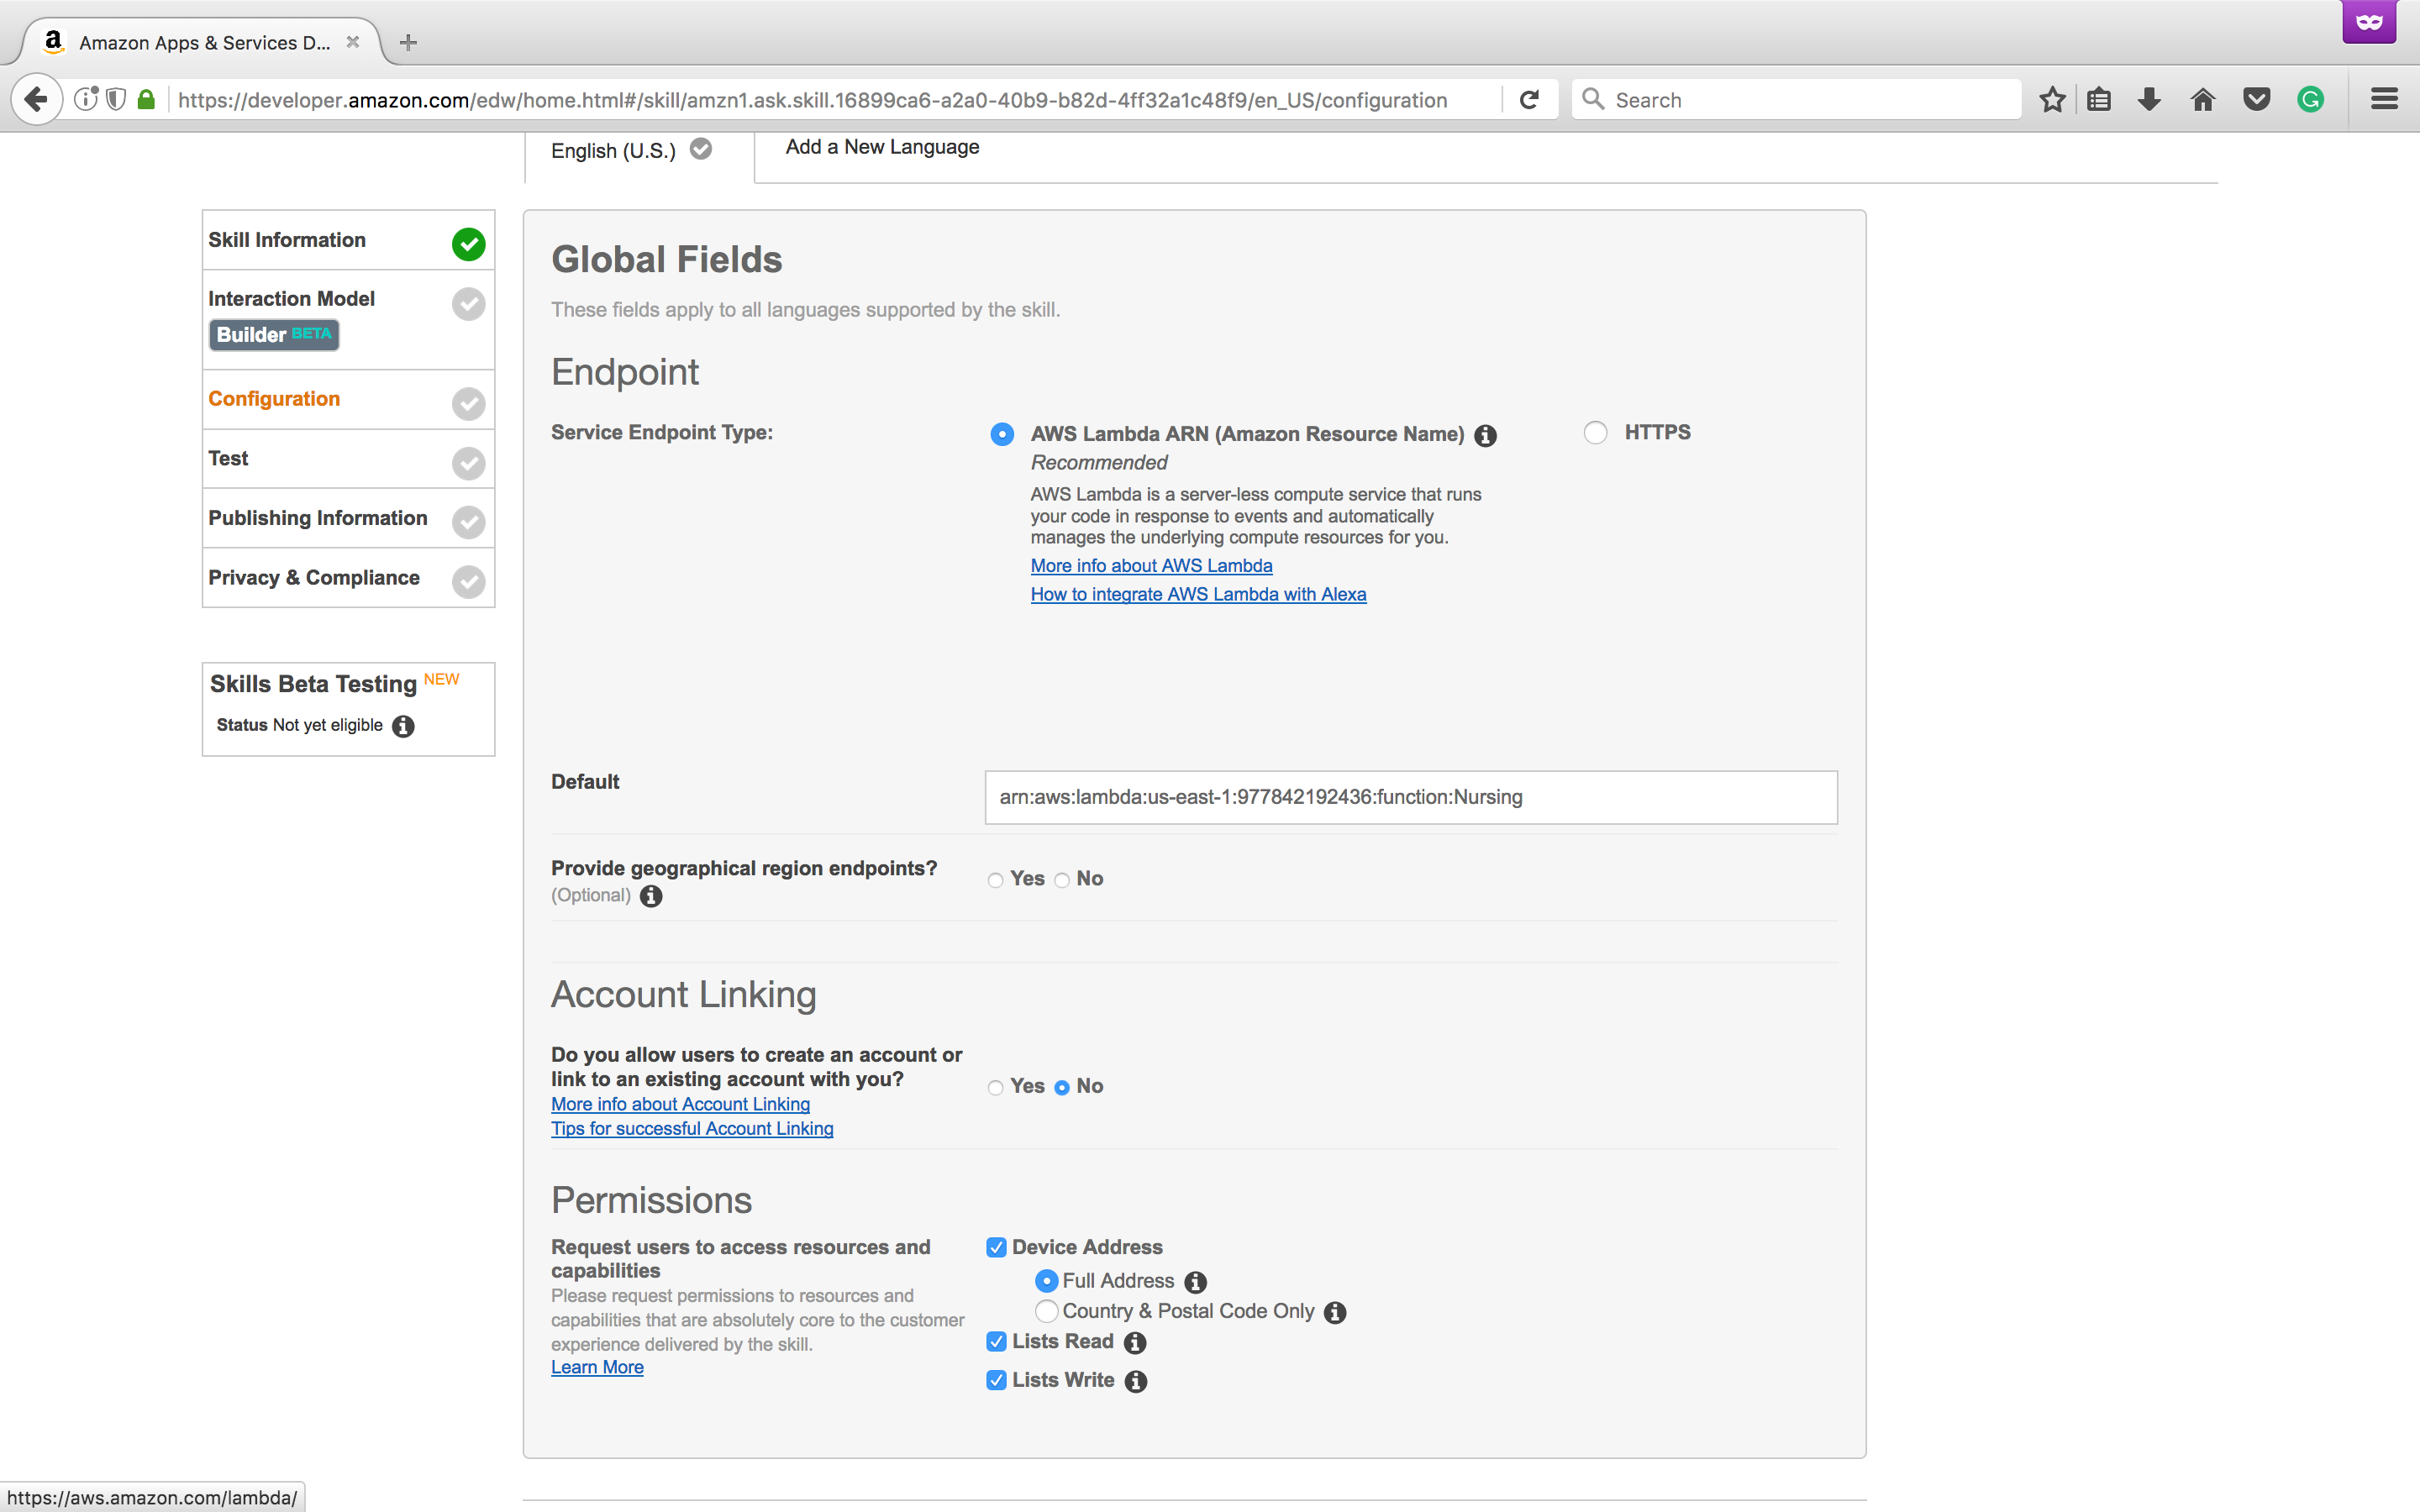 Amazon Apps & Services D...
https://developer.amazon.com/edw/home.html#/skill/amzn1.ask.skill.16899ca6-a2a0-40b9-b82d-4ff32a1c48f9/en_US/configuration
Search
English (U.S.)
Add a New Language
Skill Information
Interaction Model
Builder BETA
Configuration
Test
Publishing Information
Privacy & Compliance
Skills Beta Testing NEW
Status Not yet eligible
Global Fields
These fields apply to all languages supported by the skill.
Endpoint
Service Endpoint Type:
AWS Lambda ARN (Amazon Resource Name)
HTTPS
Recommended
AWS Lambda is a server-less compute service that runs
your code in response to events and automatically
manages the underlying compute resources for you.
More info about AWS Lambda
How to integrate AWS Lambda with Alexa
Default
arn:aws:lambda:us-east-1:977842192436:function:Nursing
Provide geographical region endpoints?
(Optional)
Yes No
Account Linking
Do you allow users to create an account or
link to an existing account with you?
Yes No
More info about Account Linking
Tips for successful Account Linking
Permissions
Request users to access resources and
capabilities
Please request permissions to resources and
capabilities that are absolutely core to the customer
experience delivered by the skill.
Learn More
Device Address
Full Address
Country & Postal Code Only
Lists Read
Lists Write
https://aws.amazon.com/lambda/